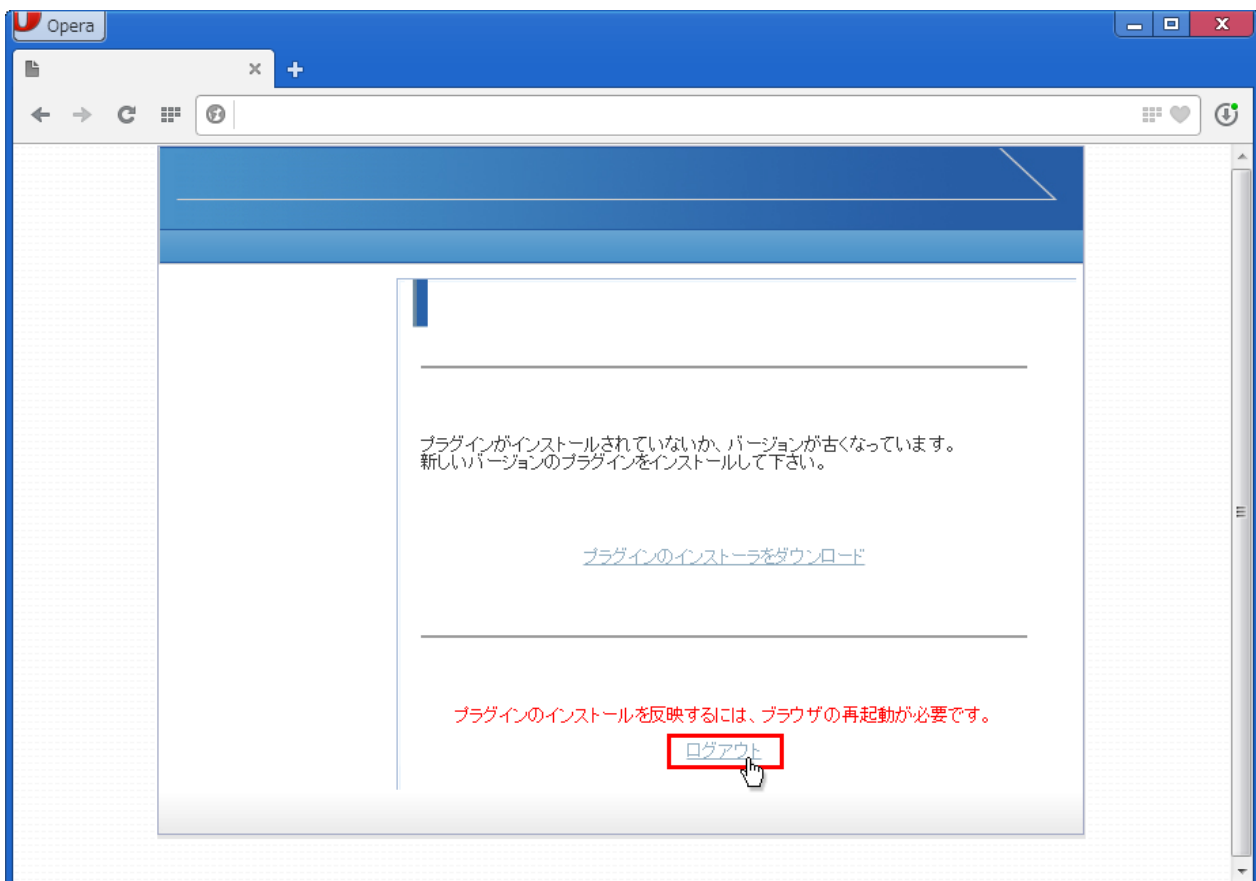 Opera
プラグインがインストールされていないか、バージョンが古くなっています。
新しいバージョンのプラグインをインストールして下さい。
プラグインのインストーラをダウンロード
プラグインのインストールを反映するには、ブラウザの再起動が必要です。
ログアウト